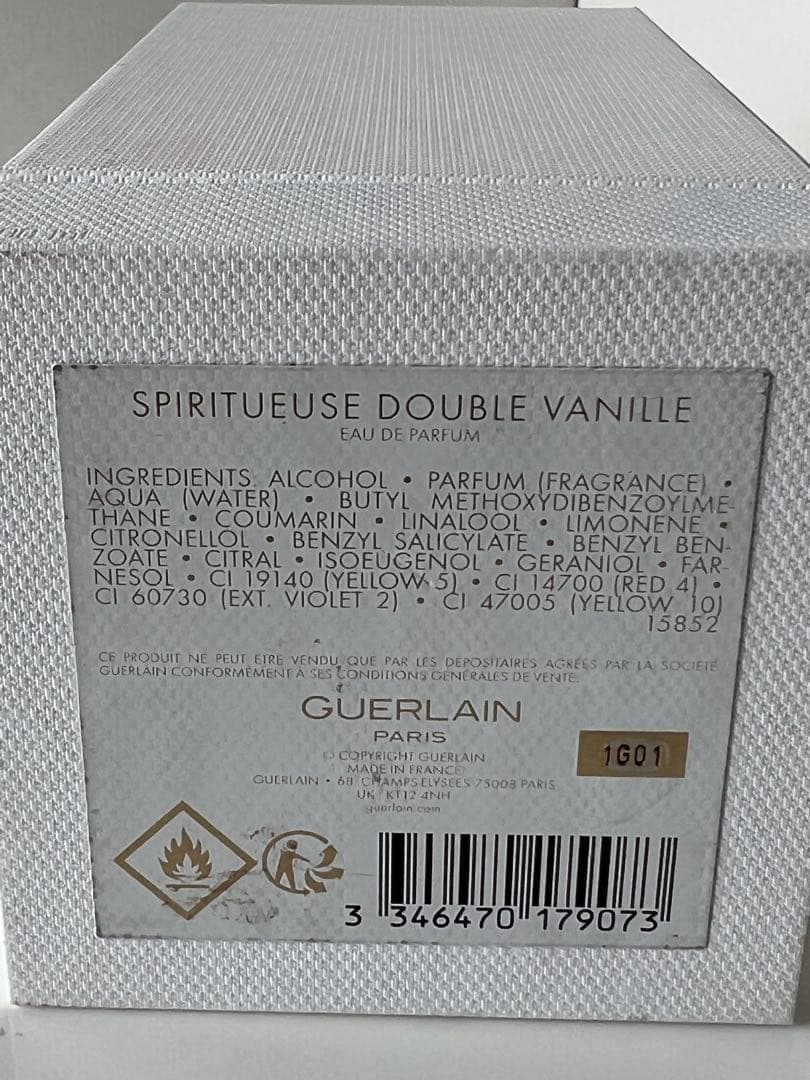 SPIRITUEUSE DOUBLE VANILLE
EAU DE PARFUM
INGREDIENTS: ALCOHOL • PARFUM (FRAGRANCE) •
AQUA (WATER) • BUTYL METHOXYDIBENZOYLME-
THANE • COUMARIN • LINALOOL • LIMONENE •
CITRONELLOL • BENZYL SALICYLATE • BENZYL BEN-
ZOATE • CITRAL • ISOEUGENOL • GERANIOL • FAR-
NESOL • CI 19140 (YELLOW 5) • CI 14700 (RED 4) •
CI 60730 (EXT. VIOLET 2) • CI 47005 (YELLOW 10)
15852
CE PRODUIT NE PEUT ETRE VENDU QUE PAR LES DEPOSITAIRES AGRÉES PAR LA SOCIETE
GUERLAIN CONFORMÉMENT A SES CONDITIONS GENERALES DE VENTE.
GUERLAIN
PARIS
© COPYRIGHT GUERLAIN
MADE IN FRANCE
1G01
GUERLAIN • 68 CHAMPS ELYSEES 75008 PARIS
UK KT12 4NH
guerlain.com
3 346470 179073